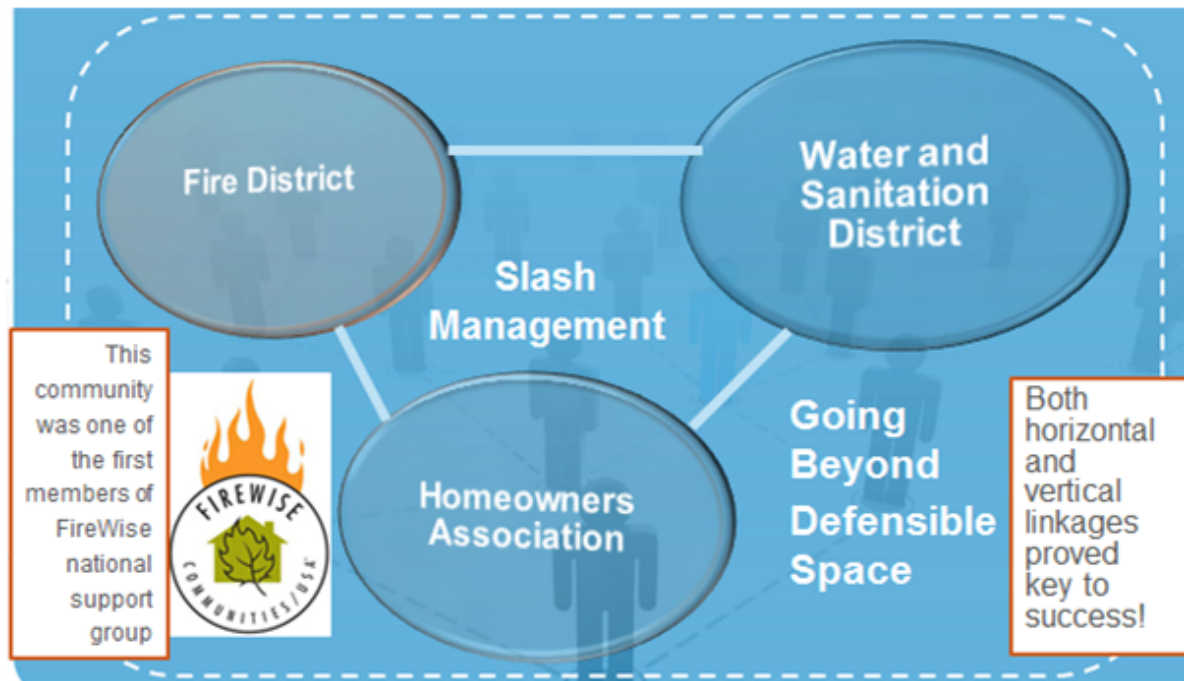 Fire District
Water and
Sanitation
District
Slash
Management
This
community
was one of
the first
members of
FireWise
national
support
group
FIREWISE
COMMUNITIES/USA
Homeowners
Association
Going
Beyond
Defensible
Space
Both
horizontal
and
vertical
linkages
proved
key to
success!